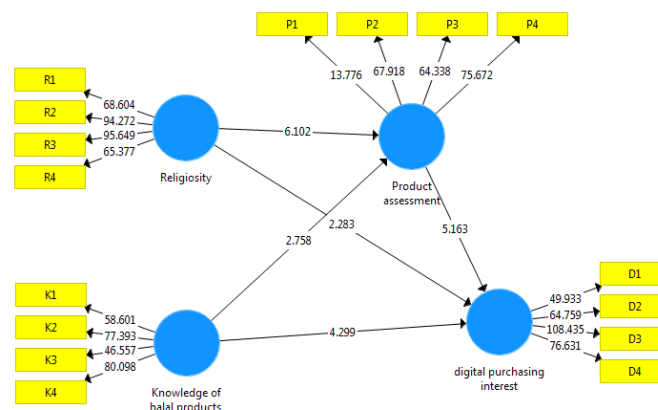 P1
P2
P3
P4
13.776
67.918
64.338
75.672
R1
R2
R3
R4
68.604
94.272
95.649
65.377
Religiosity
6.102
Product
assessment
2.758
2.283
5.163
K1
K2
K3
K4
58.601
77.393
46.557
80.098
Knowledge of
halal products
4.299
D1
D2
D3
D4
49.933
64.759
108.435
76.631
digital purchasing
interest